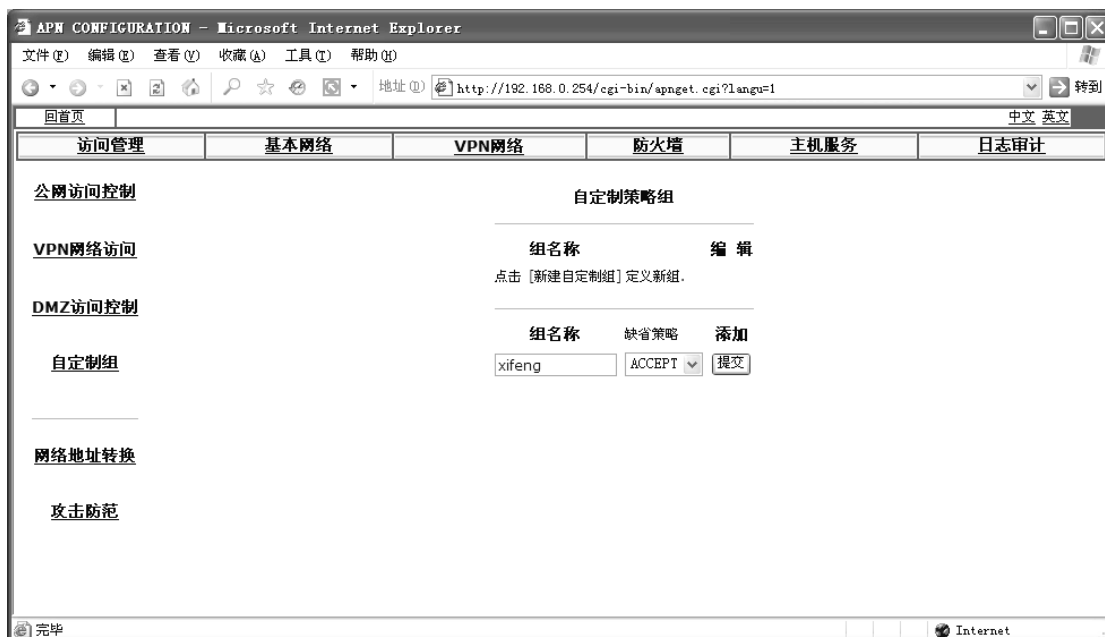 APN CONFIGURATION - Microsoft Internet Explorer
文件(F) 编辑(E) 查看(V) 收藏(A) 工具(T) 帮助(H)
地址(D) http://192.168.0.254/cgi-bin/apnget.cgi?langu=1 转到
回首页 中文 英文
访问管理 基本网络 VPN网络 防火墙 主机服务 日志审计
公网访问控制
自定制策略组
VPN网络访问
组名称 编 辑
点击 [新建自定制组] 定义新组.
DMZ访问控制
组名称 缺省策略 添加
自定制组
xifeng ACCEPT 提交
网络地址转换
攻击防范
完毕 Internet